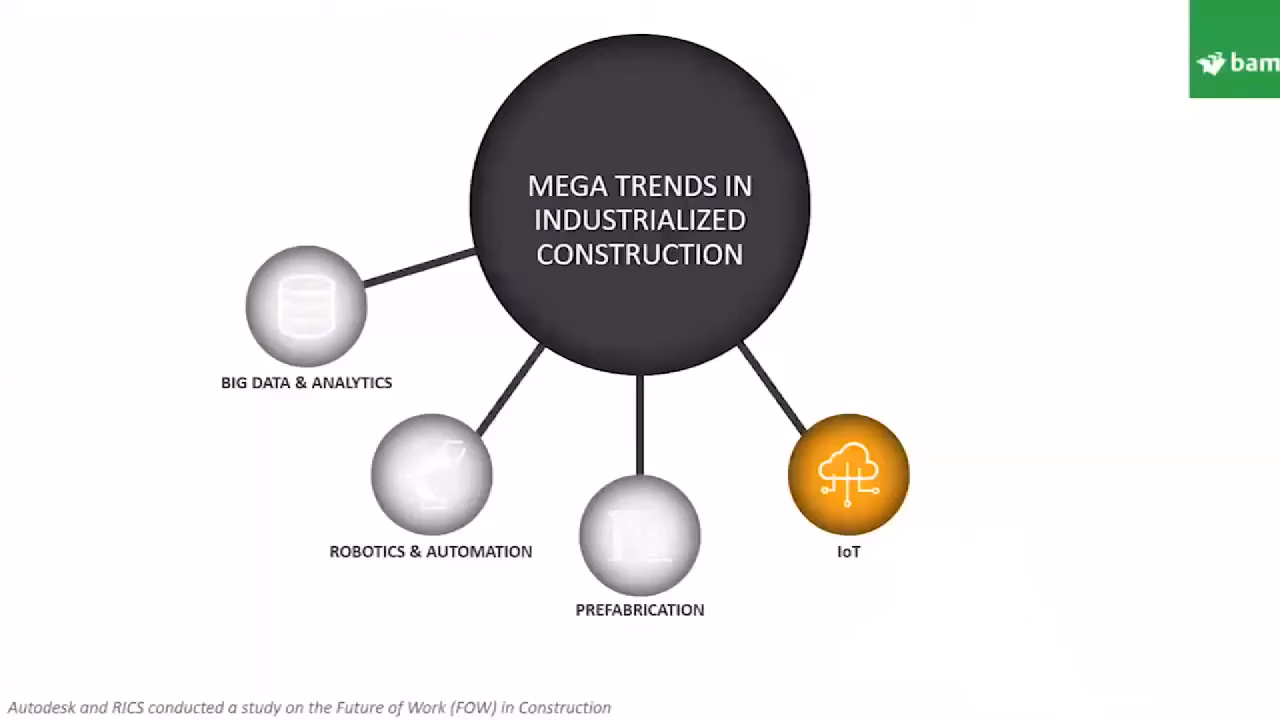 bam
MEGA TRENDS IN
INDUSTRIALIZED
CONSTRUCTION
BIG DATA & ANALYTICS
ROBOTICS & AUTOMATION
PREFABRICATION
IoT
Autodesk and RICS conducted a study on the Future of Work (FOW) in Construction